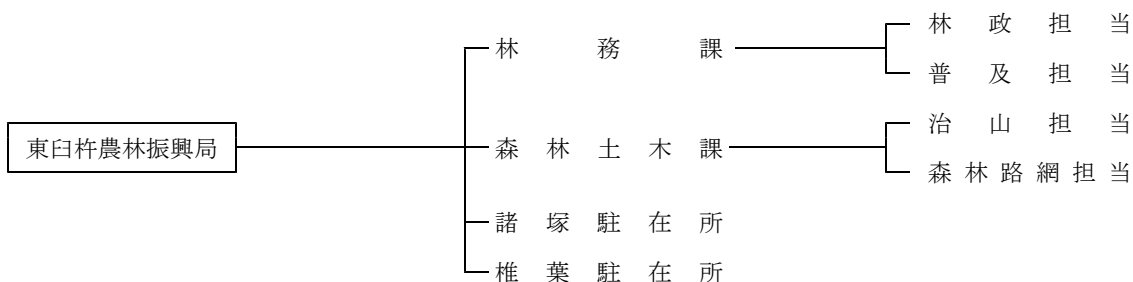 東臼杵農林振興局
林務課
林政担当
普及担当
森林土木課
治山担当
森林路網担当
諸塚駐在所
椎葉駐在所